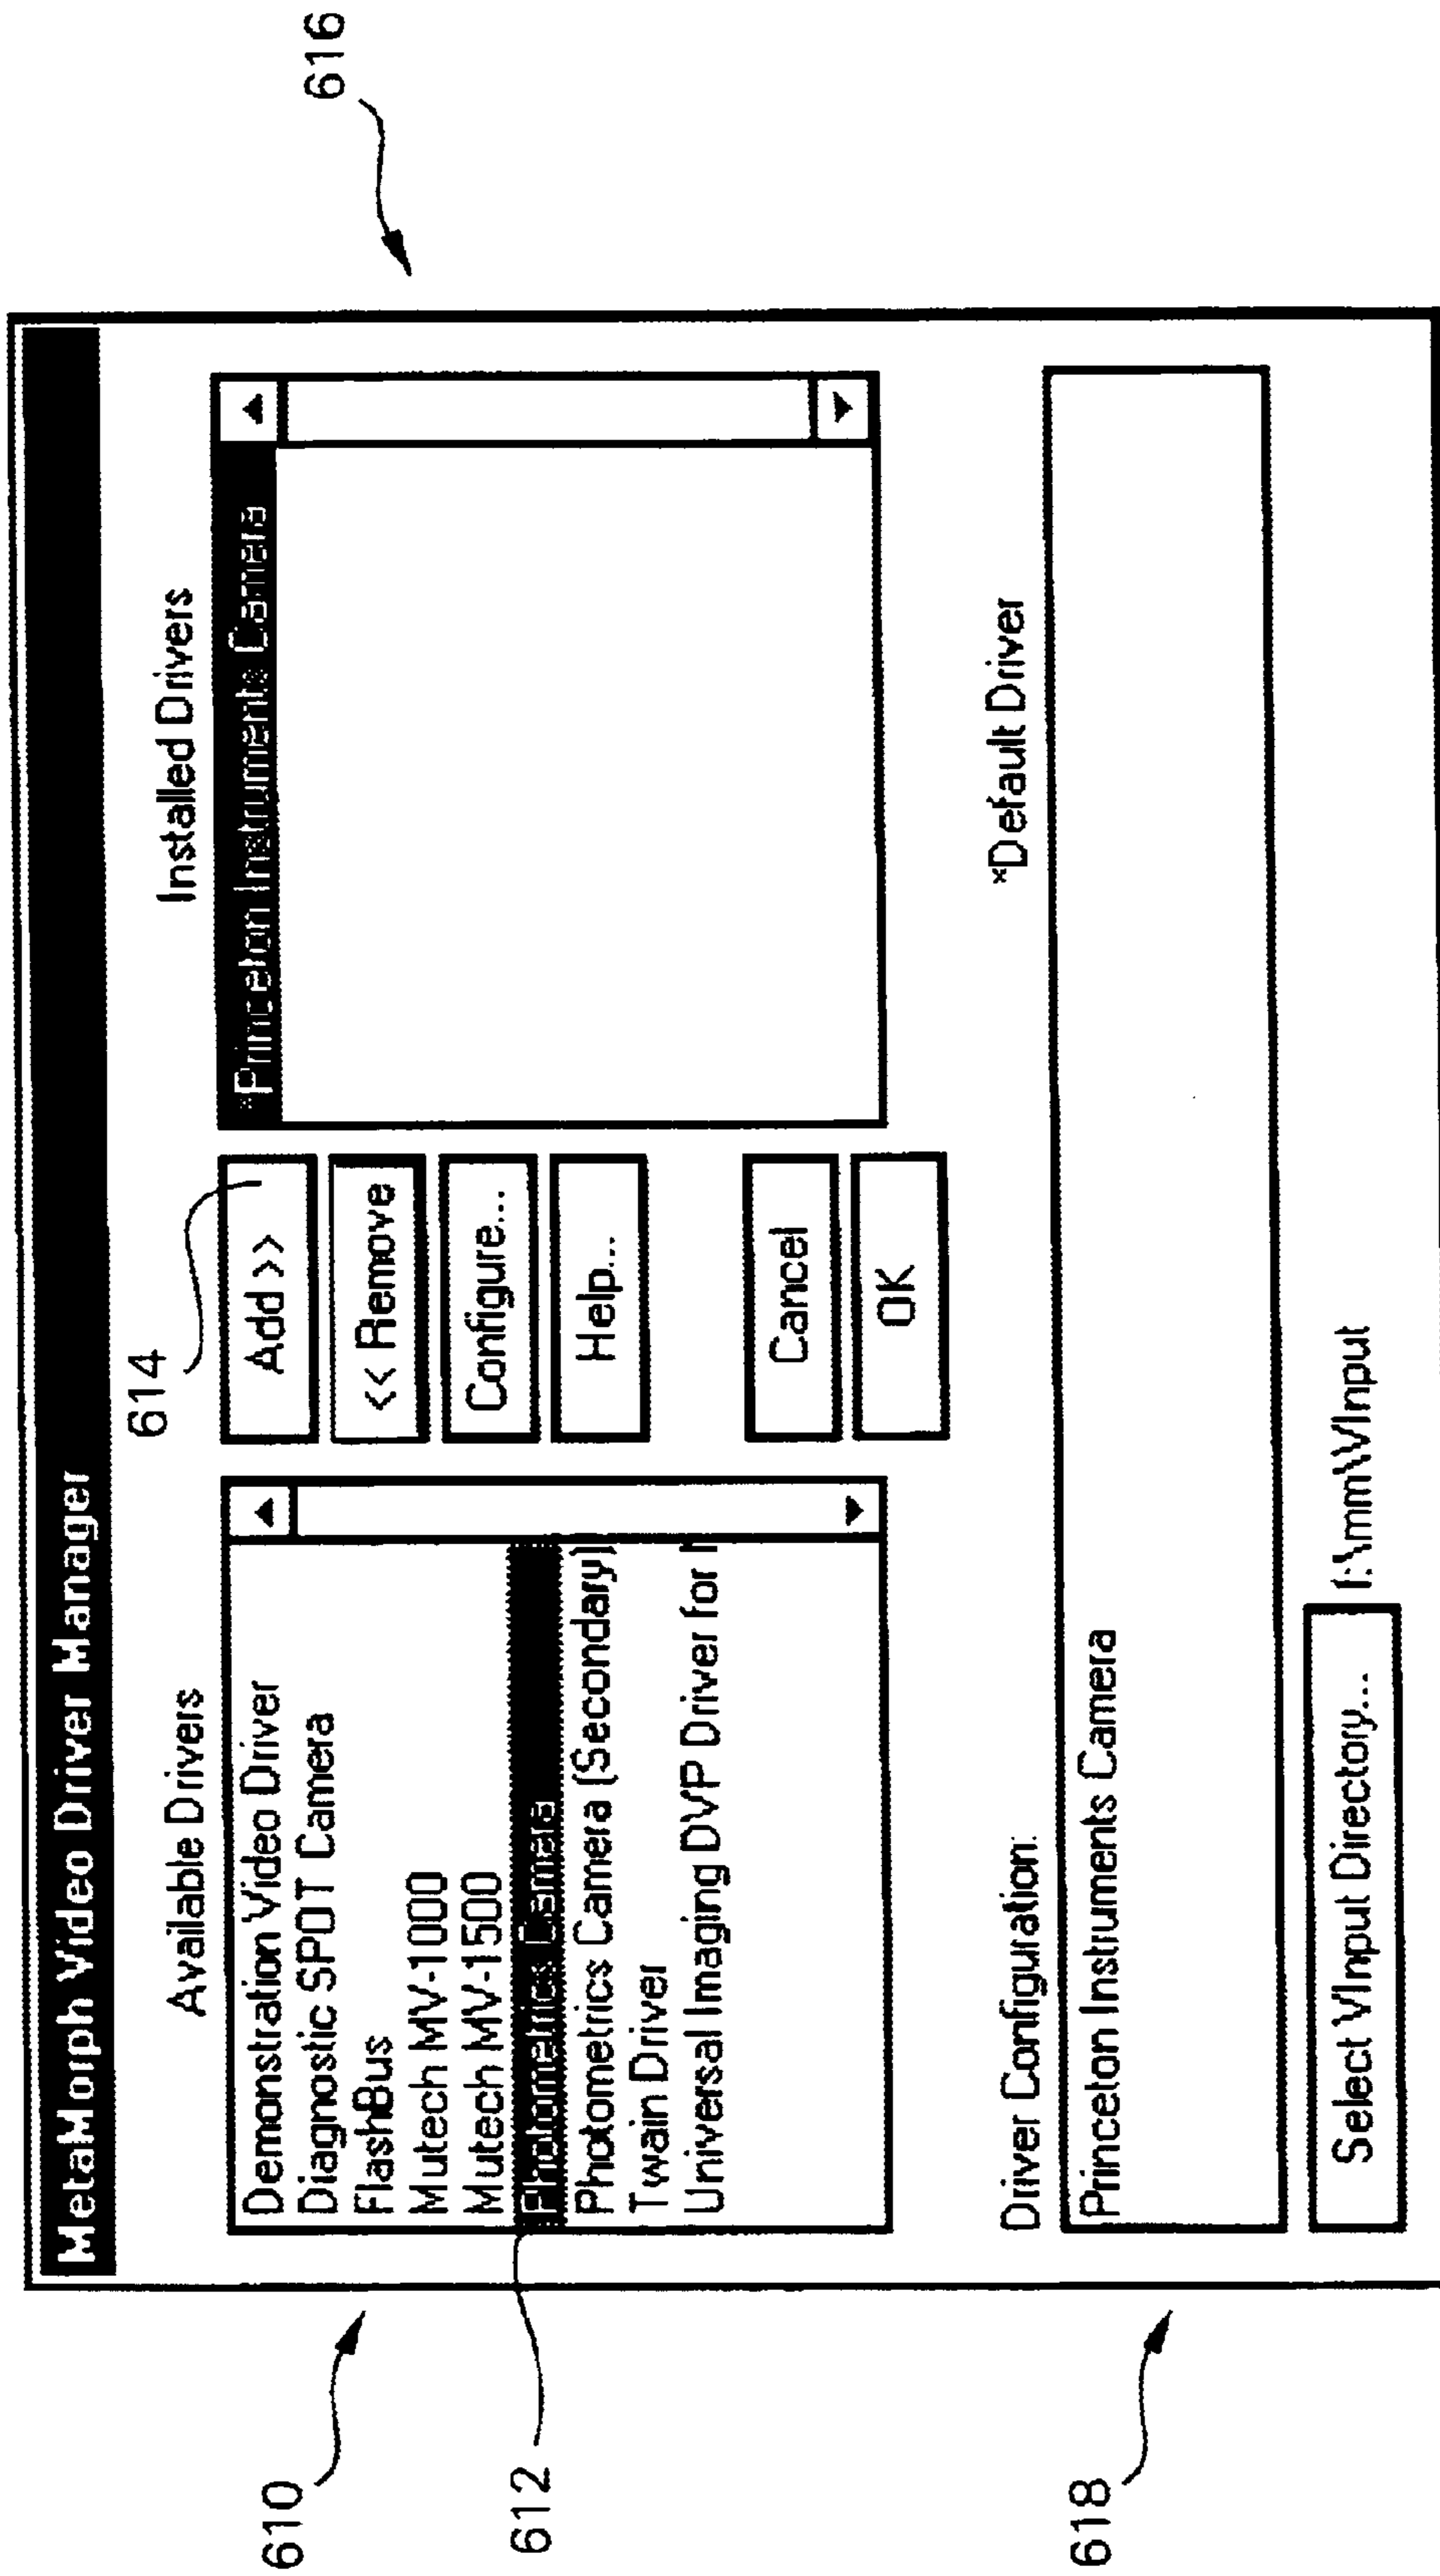 MetaMorph Video Driver Manager
610
Available Drivers
Demonstration Video Driver
Diagnostic SPOT Camera
FlashBus
Mutech MV-1000
Mutech MV-1500
Photometrics Camera
Photometrics Camera (Secondary)
Twain Driver
Universal Imaging DVP Driver for
612
614
Add >>
<< Remove
Configure...
Help...
Cancel
OK
Installed Drivers
*Princeton Instruments Camera
616
Driver Configuration:
*Default Driver
Princeton Instruments Camera
618
Select VInput Directory...
I:\mm\VInput